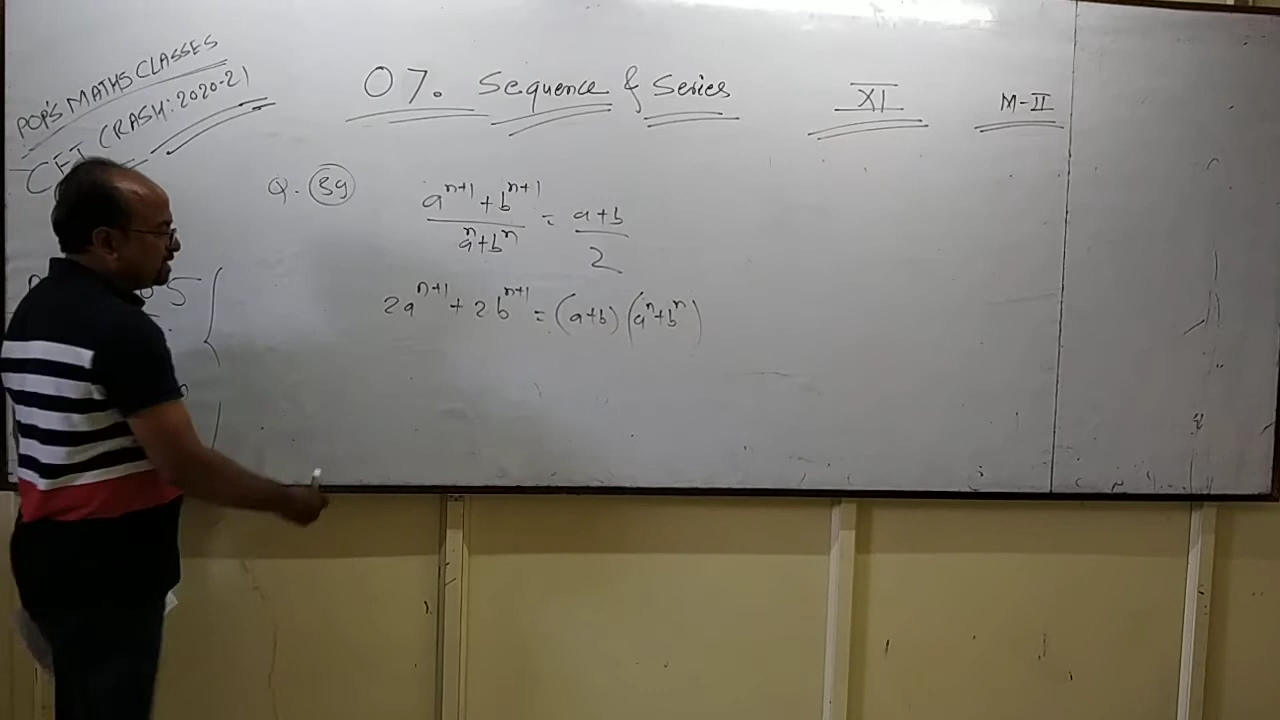 POP'S MATHS CLASSES
CET CRASH: 2020-21
07. Sequence & Series
XI
M-II
Q. 39
a^{n+1} + b^{n+1} / a^n + b^n = a+b / 2
2a^{n+1} + 2b^{n+1} = (a+b) (a^n + b^n)